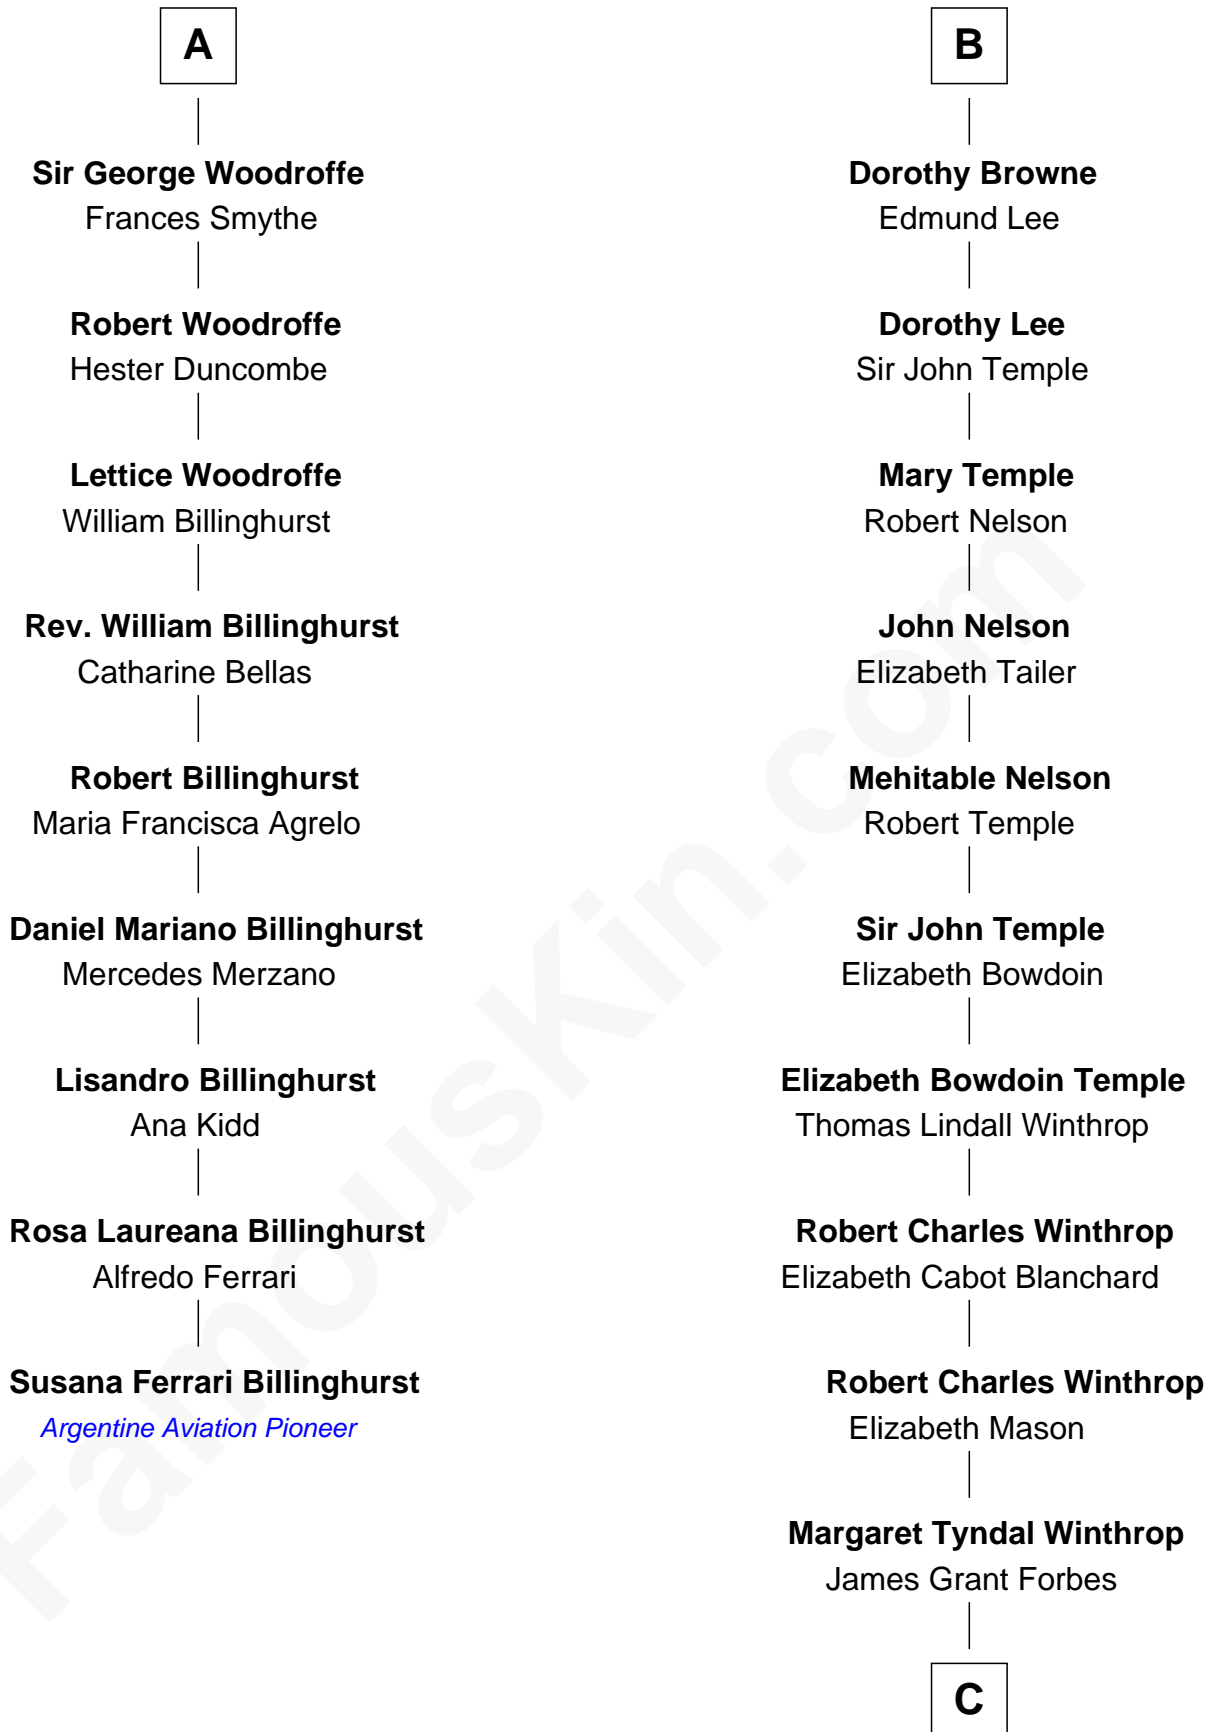 A
Sir George Woodroffe
Frances Smythe
Robert Woodroffe
Hester Duncombe
Lettice Woodroffe
William Billinghurst
Rev. William Billinghurst
Catharine Bellas
Robert Billinghurst
Maria Francisca Agrelo
Daniel Mariano Billinghurst
Mercedes Merzano
Lisandro Billinghurst
Ana Kidd
Rosa Laureana Billinghurst
Alfredo Ferrari
Susana Ferrari Billinghurst
Argentine Aviation Pioneer
B
Dorothy Browne
Edmund Lee
Dorothy Lee
Sir John Temple
Mary Temple
Robert Nelson
John Nelson
Elizabeth Tailer
Mehitable Nelson
Robert Temple
Sir John Temple
Elizabeth Bowdoin
Elizabeth Bowdoin Temple
Thomas Lindall Winthrop
Robert Charles Winthrop
Elizabeth Cabot Blanchard
Robert Charles Winthrop
Elizabeth Mason
Margaret Tyndal Winthrop
James Grant Forbes
C
FamousKin.com